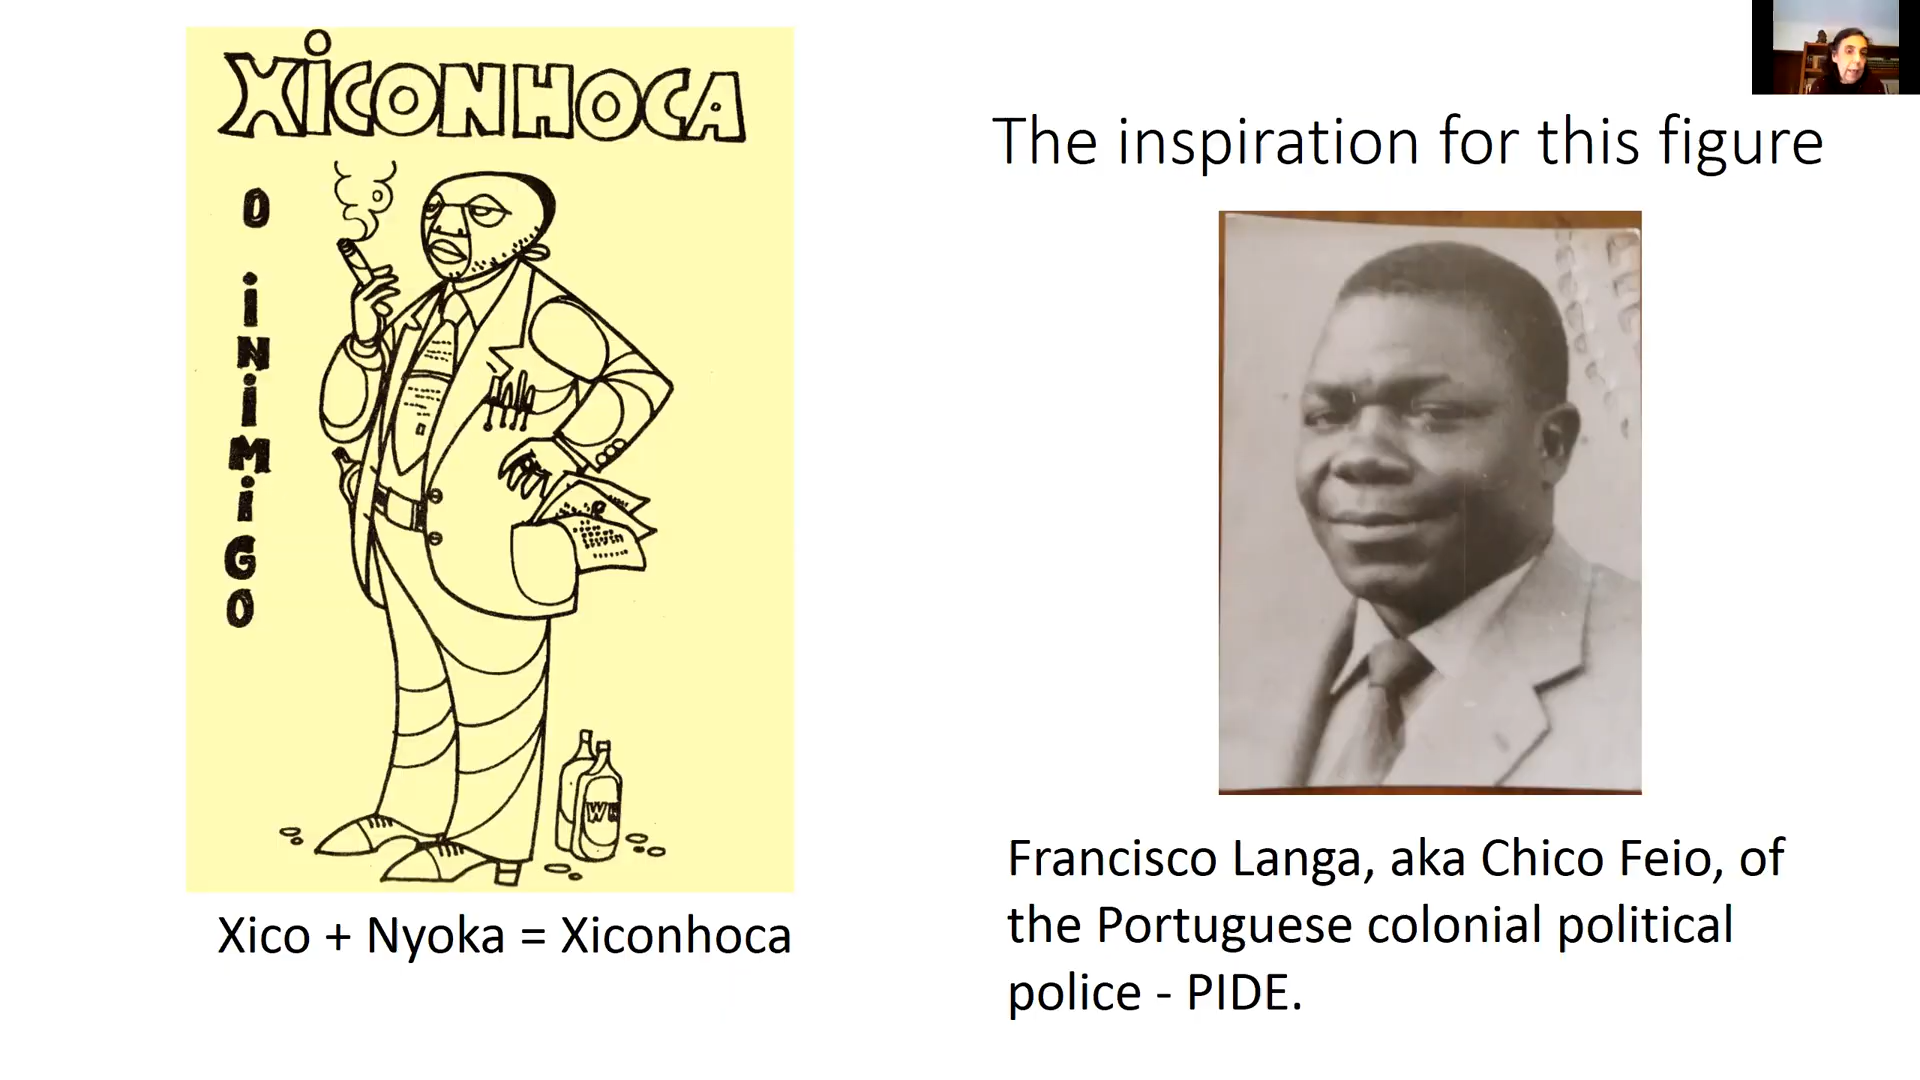 XiCONHOCA
O iNiMiGO
Xico + Nyoka = Xiconhoca
The inspiration for this figure
Francisco Langa, aka Chico Feio, of
the Portuguese colonial political
police - PIDE.